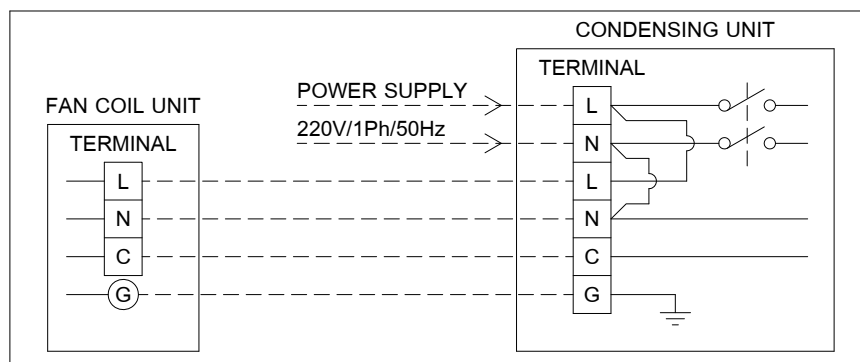 CONDENSING UNIT
TERMINAL
POWER SUPPLY
220V/1Ph/50Hz
L
N
L
N
C
G
FAN COIL UNIT
TERMINAL
L
N
C
G